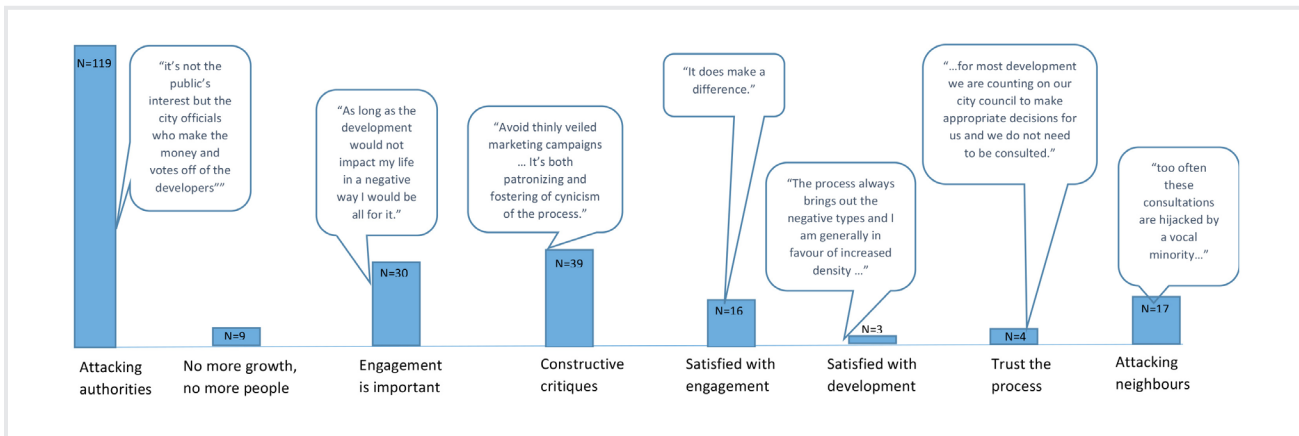 N=119
“it’s not the
public’s
interest but the
city officials
who make the
money and
votes off of the
developers””
N=9
“As long as the
development
would not
impact my life
in a negative
way I would be
all for it.”
N=30
“Avoid thinly veiled
marketing campaigns
… It’s both
patronizing and
fostering of cynicism
of the process.”
N=39
“It does make a
difference.”
N=16
“The process always
brings out the
negative types and I
am generally in
favour of increased
density …”
N=3
“…for most development
we are counting on our
city council to make
appropriate decisions for
us and we do not need
to be consulted.”
N=4
“too often
these
consultations
are hijacked by
a vocal
minority…”
N=17
Attacking
authorities
No more growth,
no more people
Engagement
is important
Constructive
critiques
Satisfied with
engagement
Satisfied with
development
Trust the
process
Attacking
neighbours